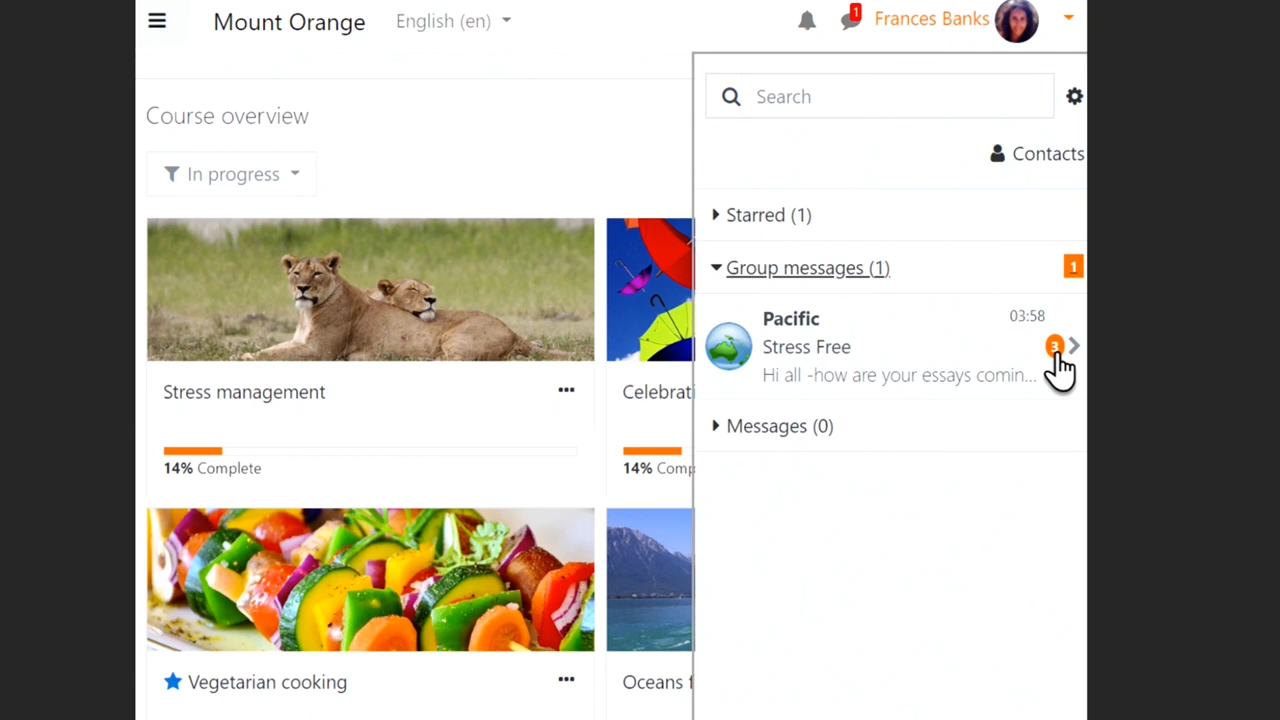 Mount Orange
English (en)
1
Frances Banks
Search
Contacts
Course overview
In progress
Starred (1)
Group messages (1)
1
Pacific
03:58
Stress Free
3
Hi all -how are your essays comin...
Messages (0)
Stress management
14% Complete
Celebrati
14% Comp
Vegetarian cooking
Oceans